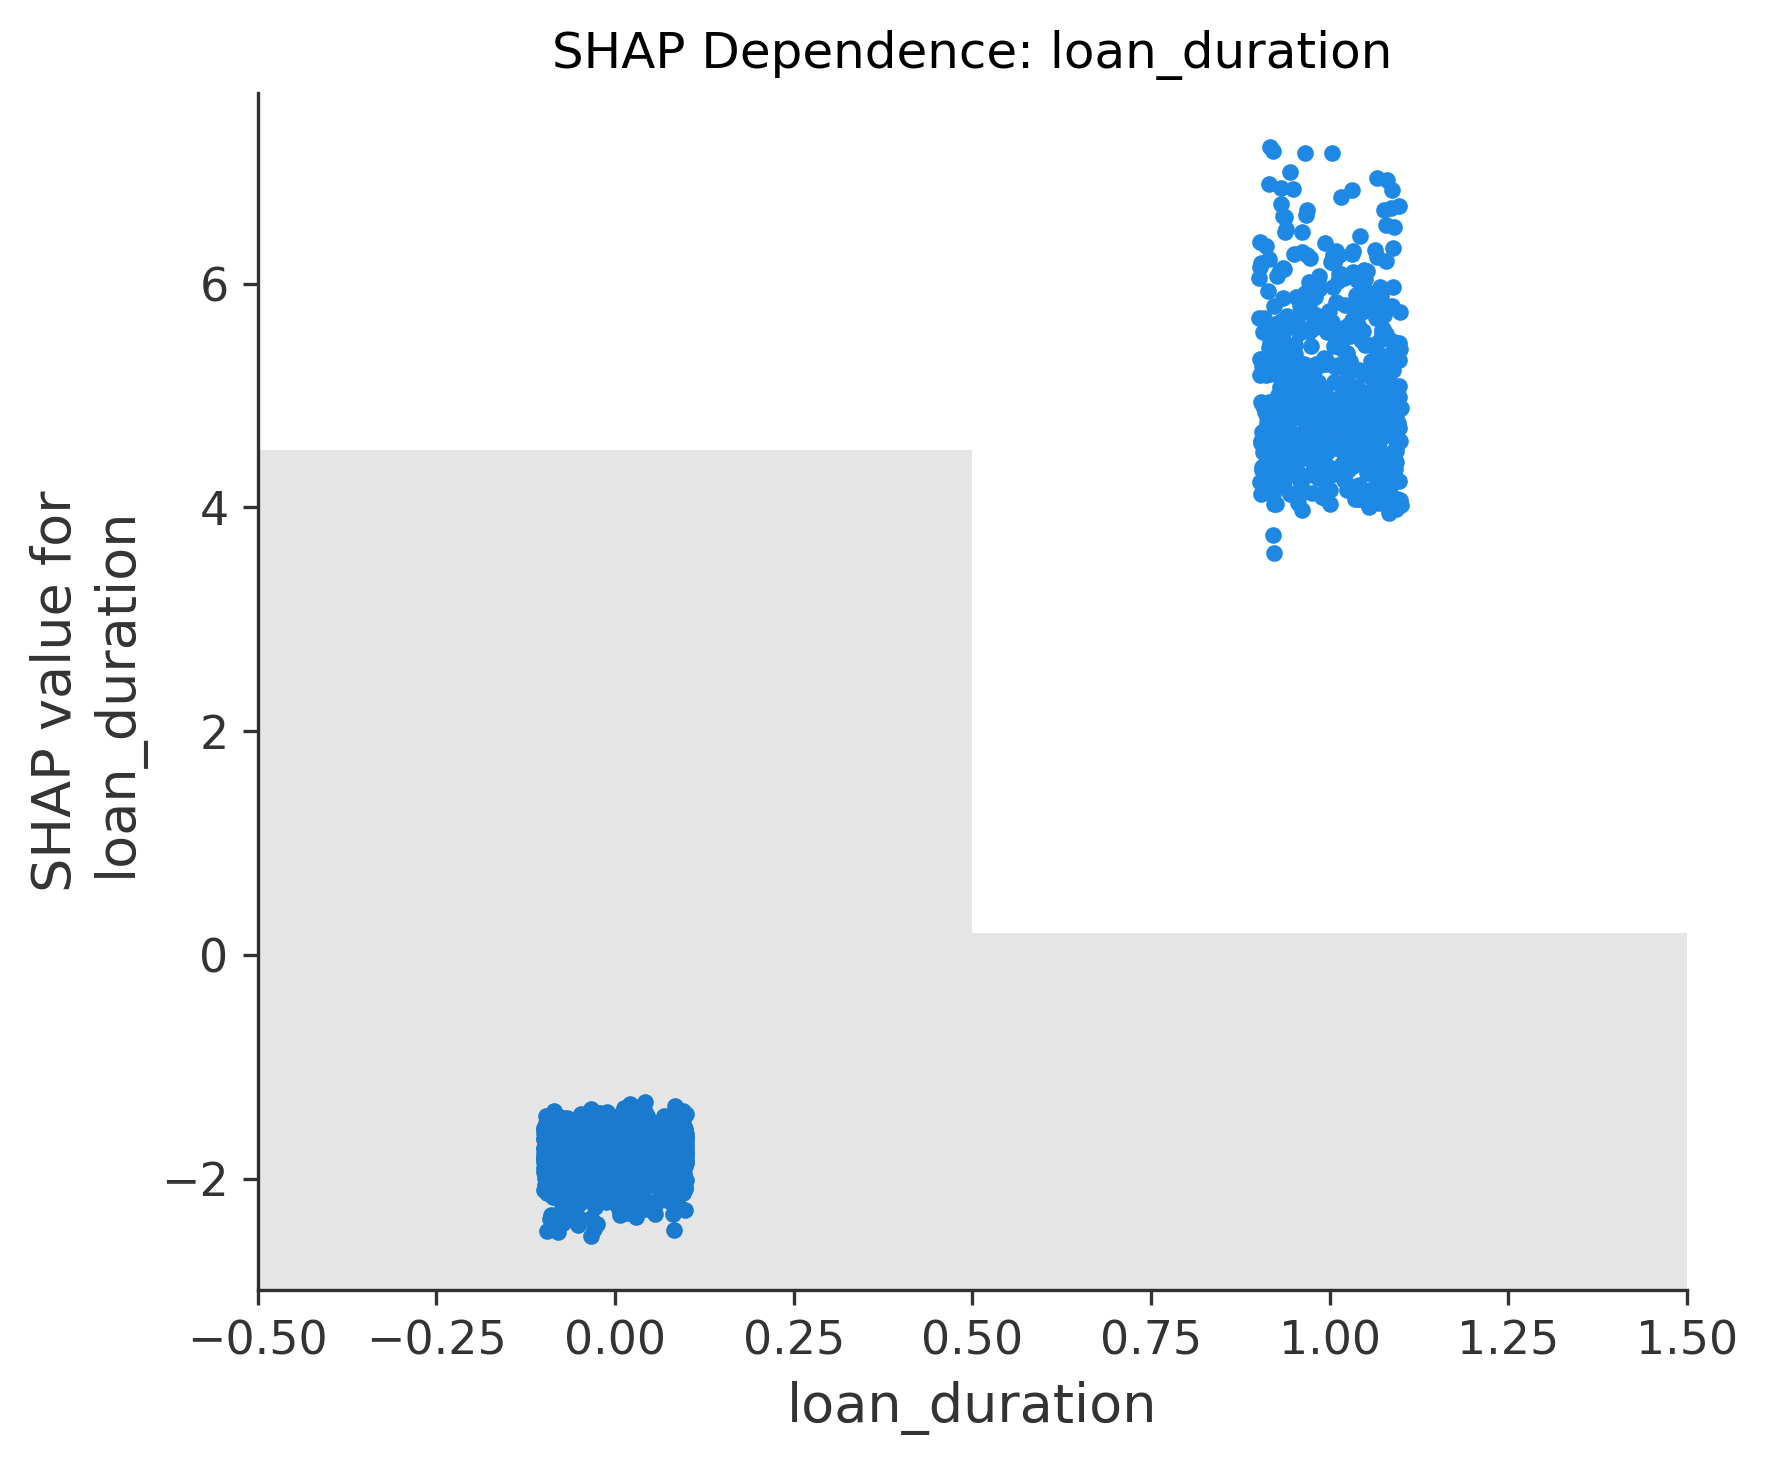 SHAP Dependence: loan_duration
SHAP value for
loan_duration
6
4
2
0
−2
−0.50 −0.25 0.00 0.25 0.50 0.75 1.00 1.25 1.50
loan_duration